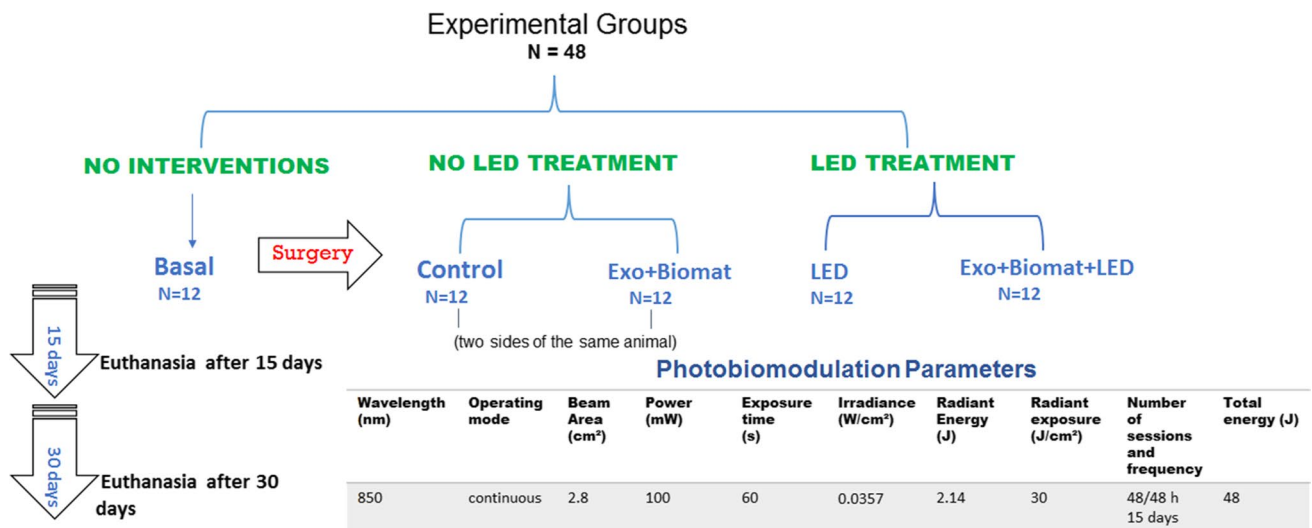 Experimental Groups
N = 48
NO INTERVENTIONS
NO LED TREATMENT
LED TREATMENT
Surgery
Basal
N=12
Control
N=12
Exo+Biomat
N=12
LED
N=12
Exo+Biomat+LED
N=12
(two sides of the same animal)
15 days
Euthanasia after 15 days
30 days
Euthanasia after 30
days
Photobiomodulation Parameters
Wavelength
(nm)
Operating
mode
Beam
Area
(cm²)
Power
(mW)
Exposure
time
(s)
Irradiance
(W/cm²)
Radiant
Energy
(J)
Radiant
exposure
(J/cm²)
Number
of
sessions
and
frequency
Total
energy (J)
850
continuous
2.8
100
60
0.0357
2.14
30
48/48 h
15 days
48